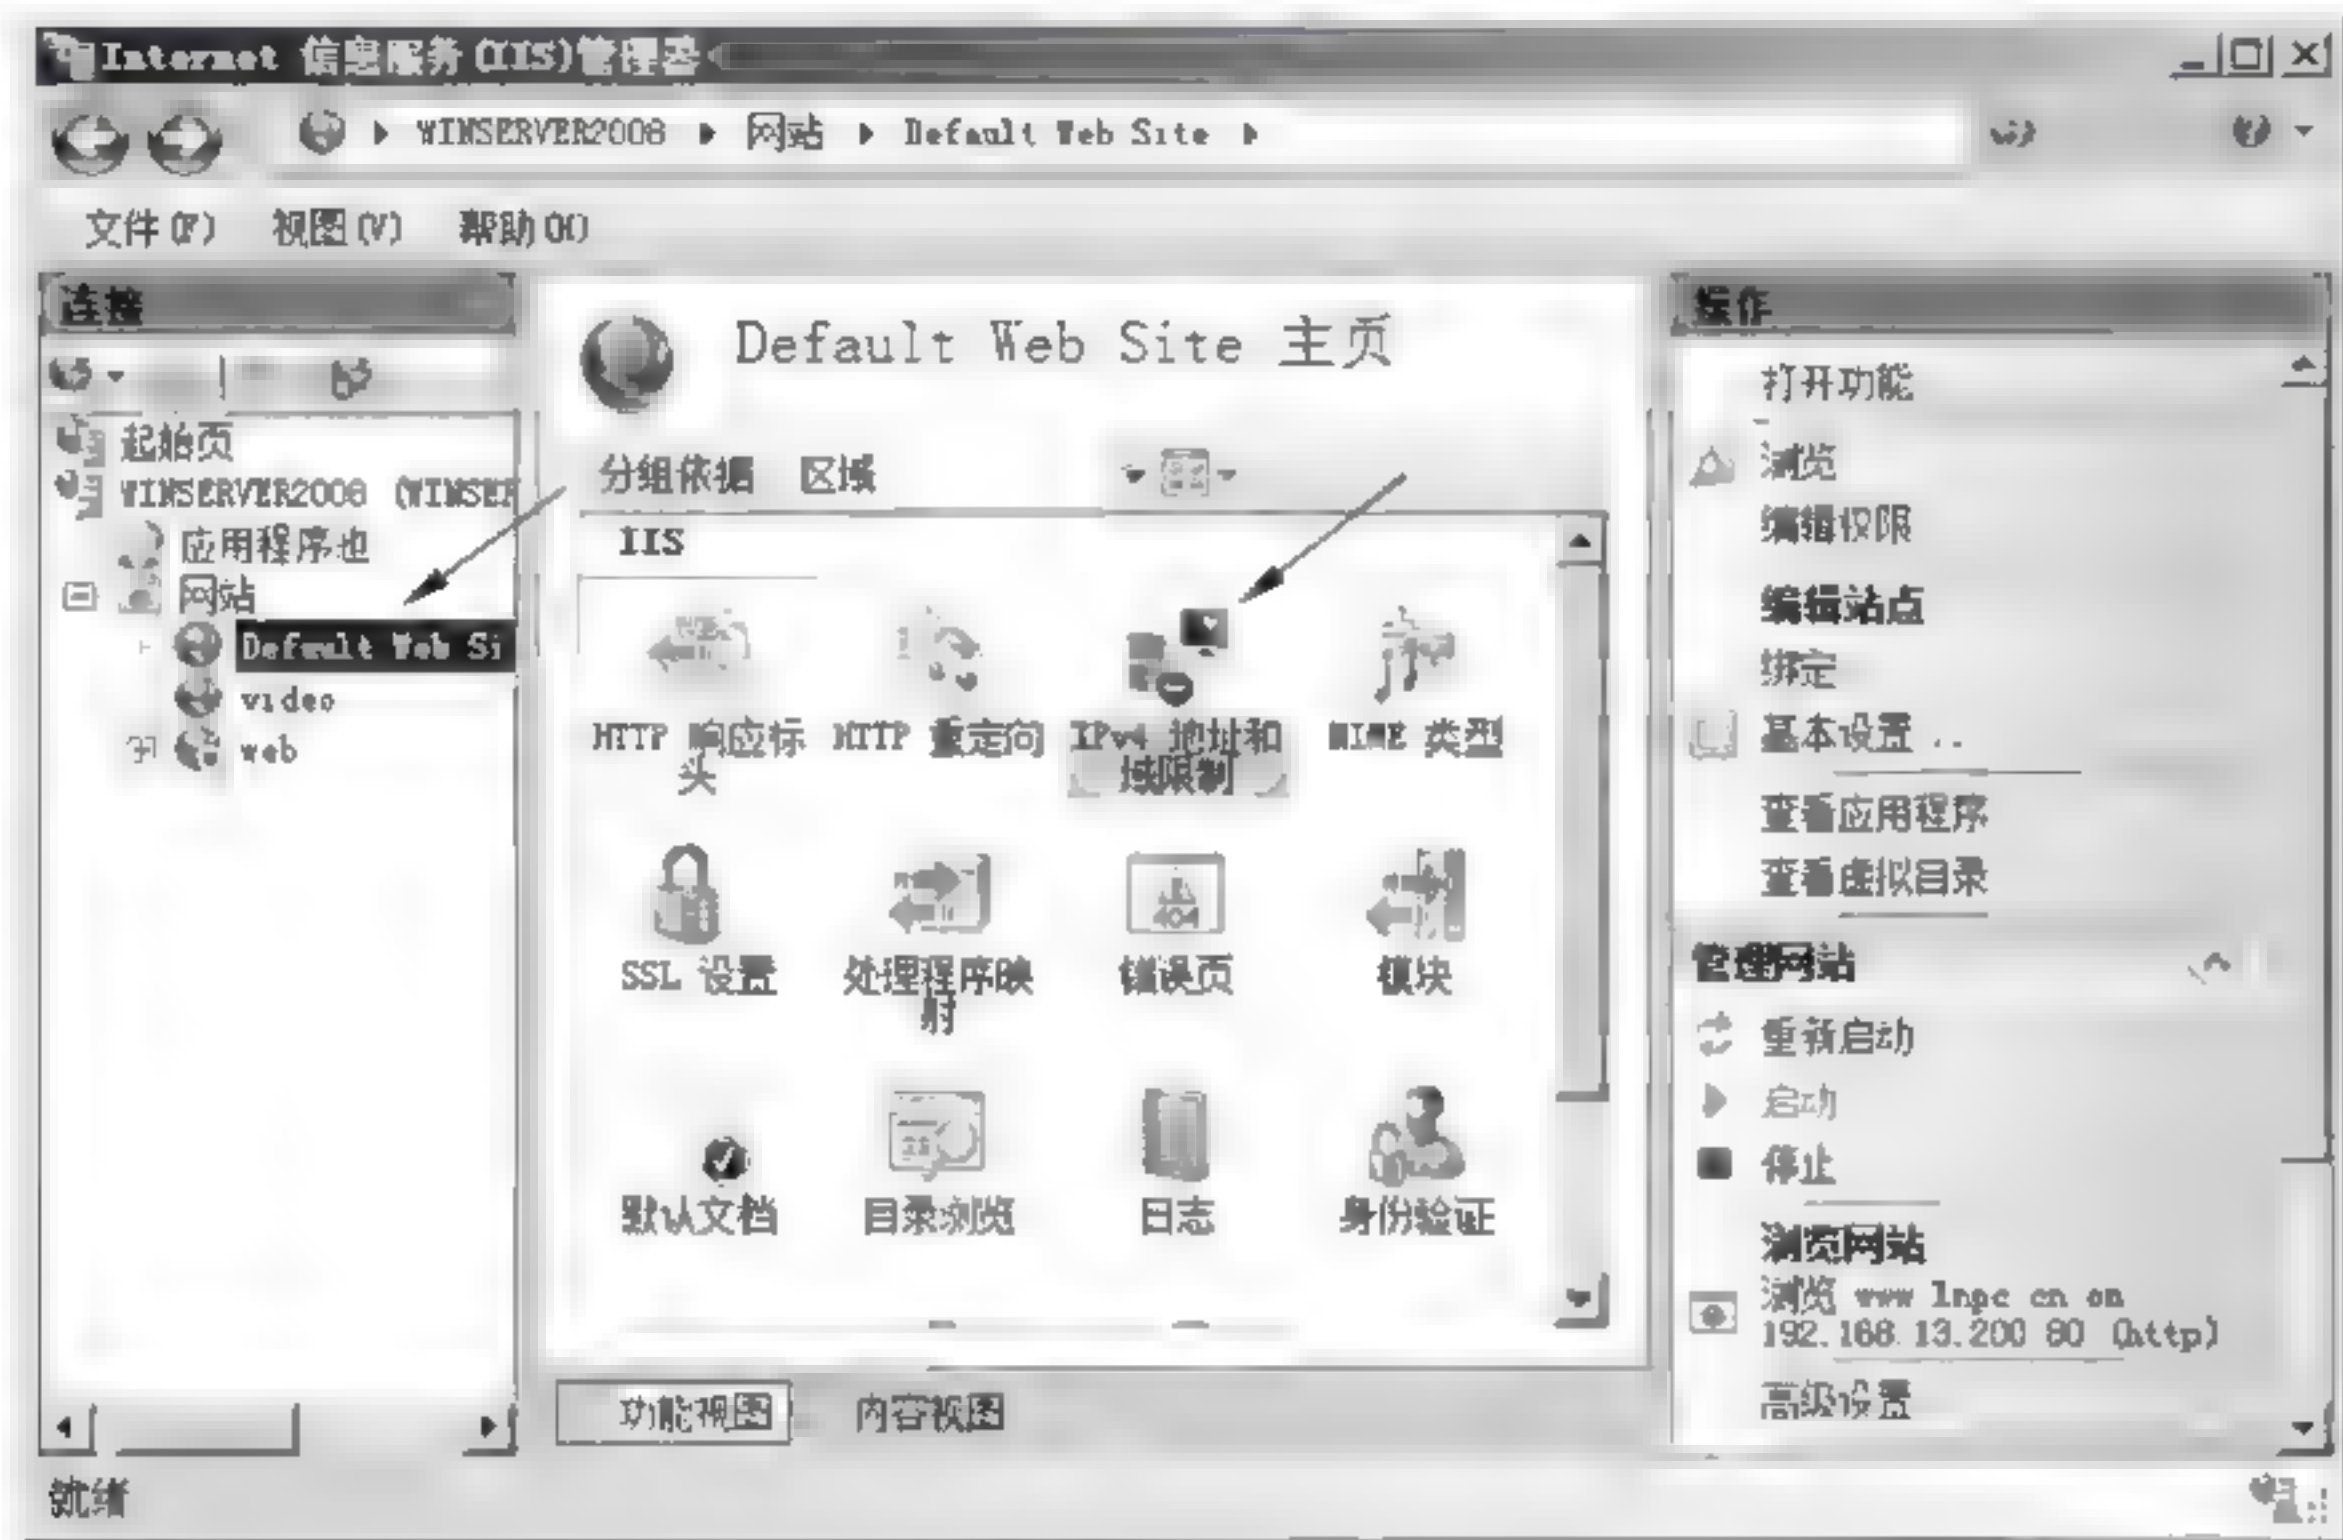 Internet 信息服务(IIS)管理器
WINSERVER2008 网站 Default Web Site
文件(F) 视图(V) 帮助(H)
连接
起始页
WINSERVER2008 (WINSER
应用程序池
网站
Default Web Si
video
web
Default Web Site 主页
分组依据 区域
IIS
HTTP 响应标头
HTTP 重定向
IPv4 地址和域限制
MIME 类型
SSL 设置
处理程序映射
错误页
模块
默认文档
目录浏览
日志
身份验证
功能视图 内容视图
操作
打开功能
浏览
编辑权限
编辑站点
绑定
基本设置 ..
查看应用程序
查看虚拟目录
管理网站
重新启动
启动
停止
浏览网站
浏览 www lnpc cn on
192.168 13.200 80 (http)
高级设置
就绪